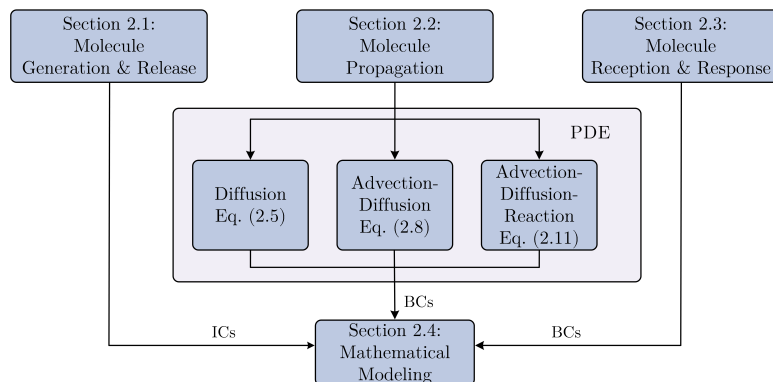 Section 2.1:
Molecule
Generation & Release
Section 2.2:
Molecule
Propagation
Section 2.3:
Molecule
Reception & Response
PDE
Diffusion
Eq. (2.5)
Advection-
Diffusion
Eq. (2.8)
Advection-
Diffusion-
Reaction
Eq. (2.11)
BCs
ICs
BCs
Section 2.4:
Mathematical
Modeling